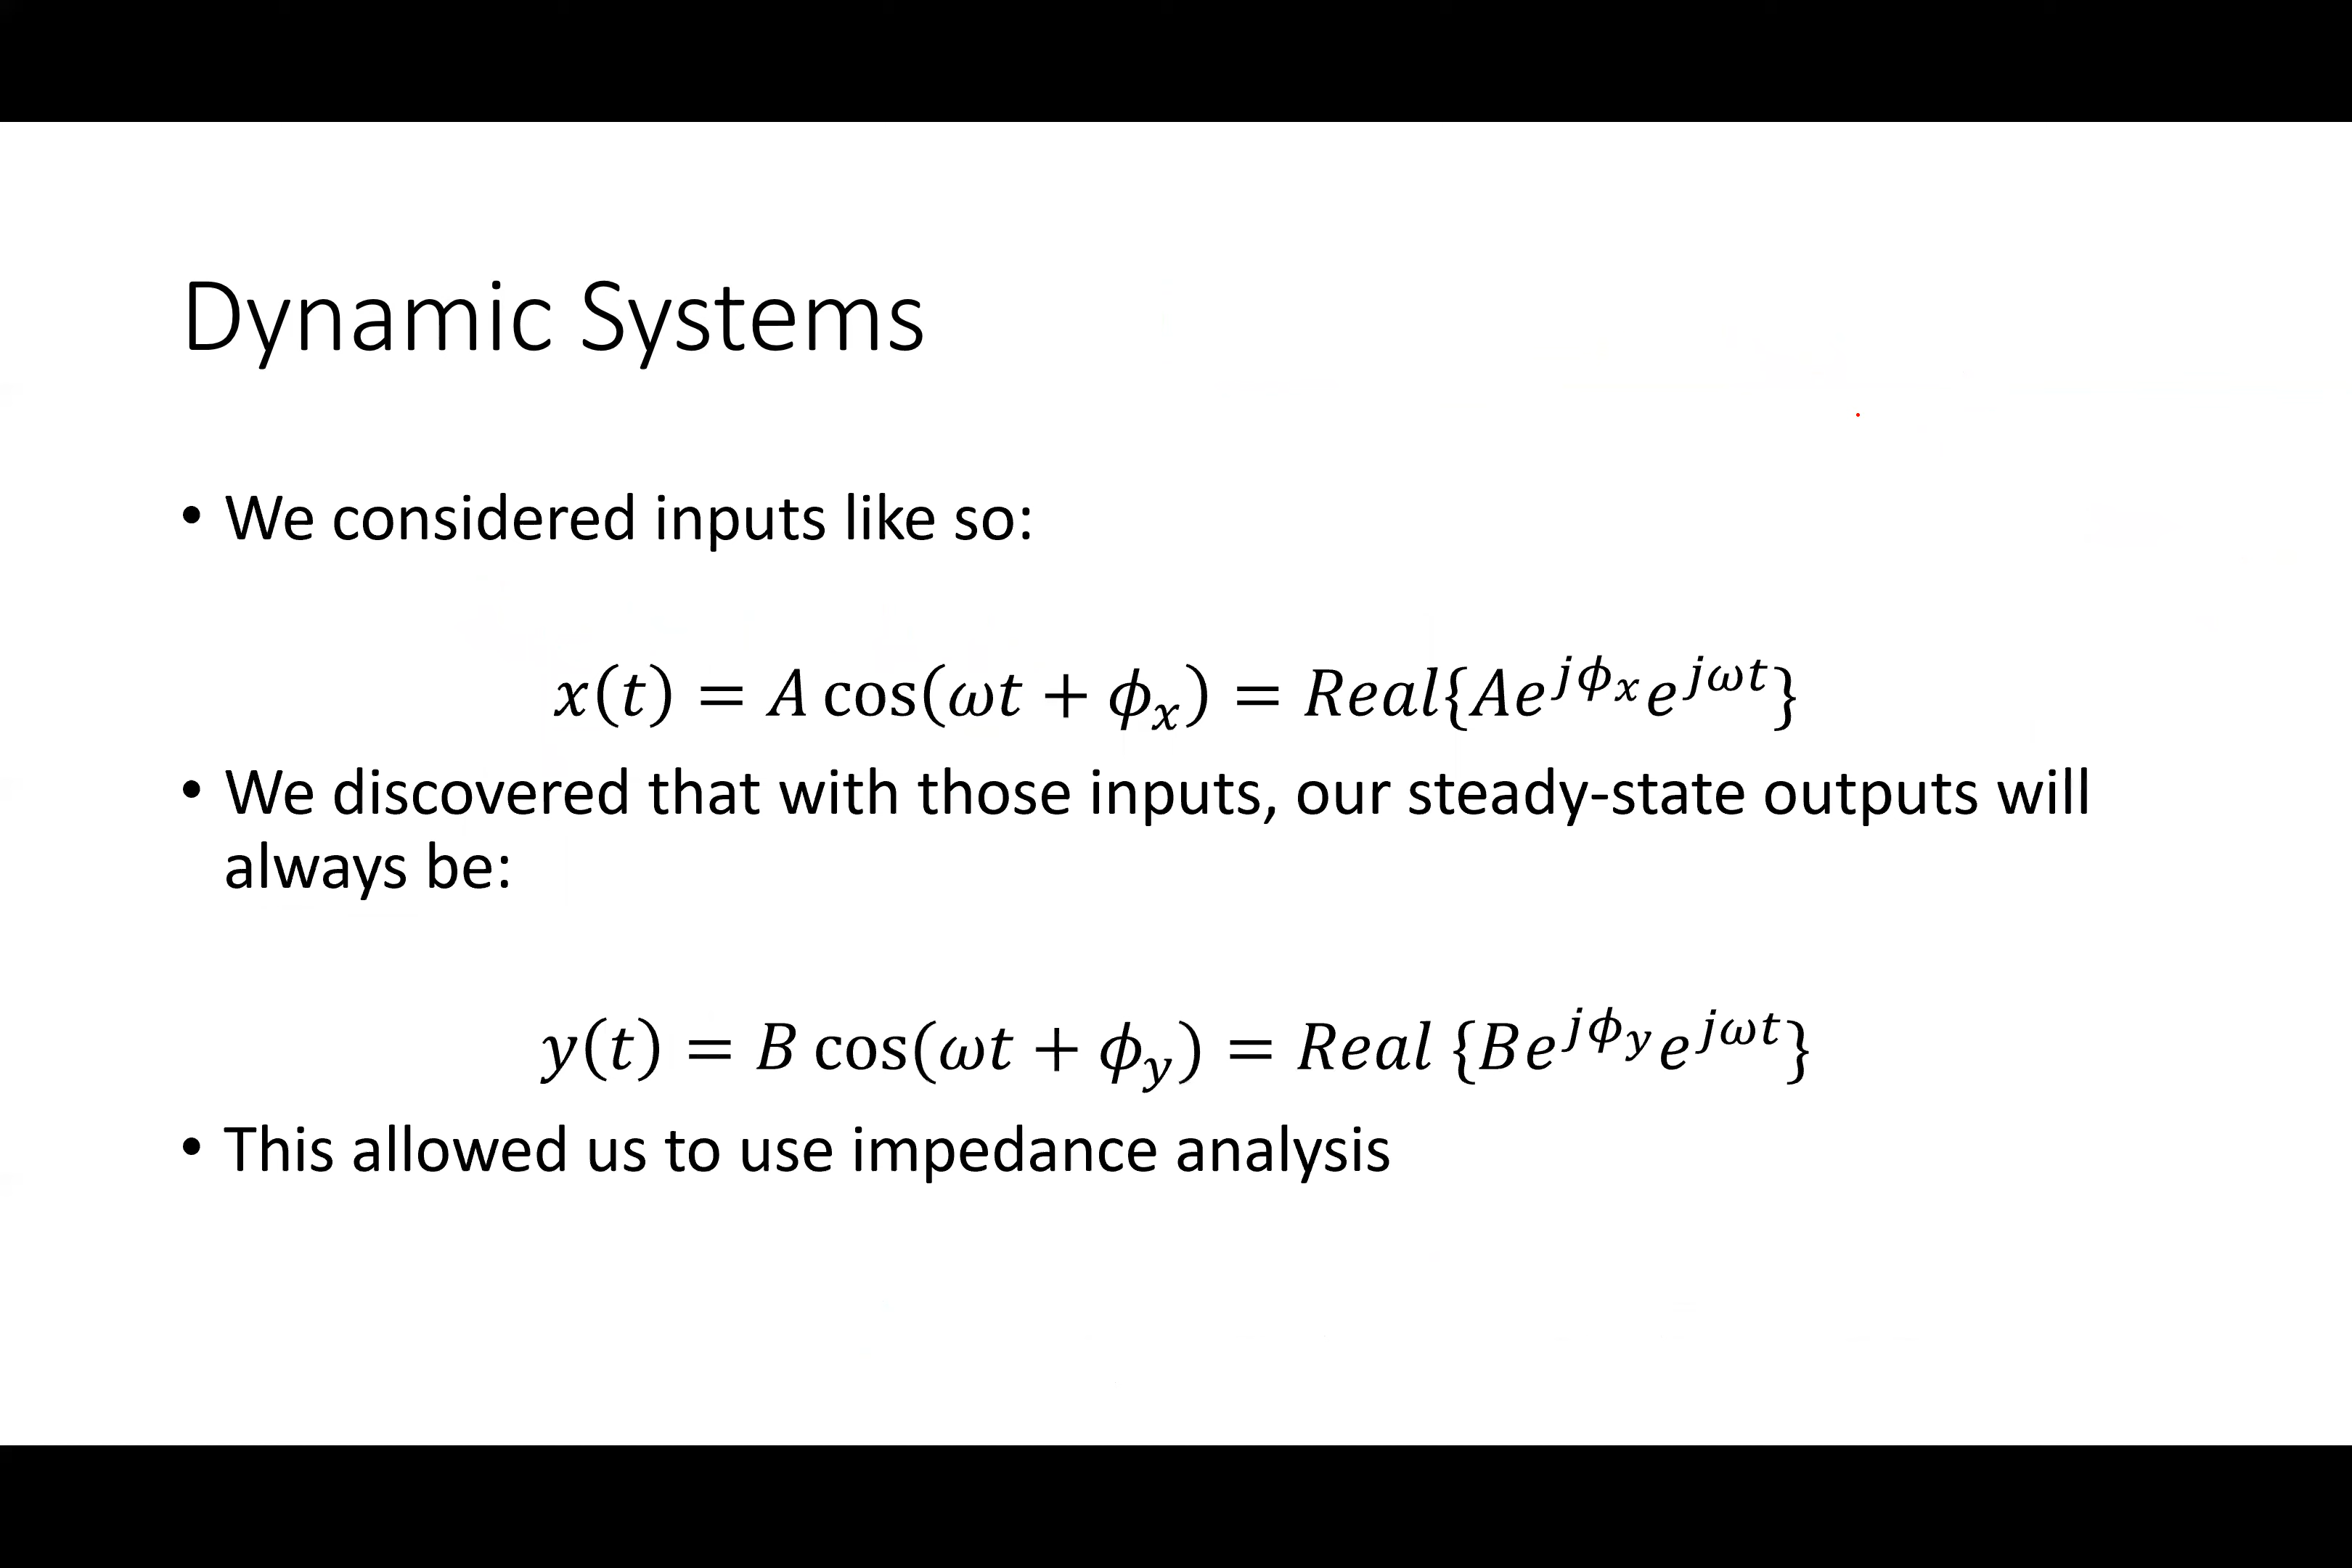 Dynamic Systems
• We considered inputs like so:
x(t) = A cos(ωt + ϕₓ) = Real{Ae^{jϕₓ}e^{jωt}}
• We discovered that with those inputs, our steady-state outputs will
always be:
y(t) = B cos(ωt + ϕ_y) = Real {Be^{jϕ_y}e^{jωt}}
• This allowed us to use impedance analysis